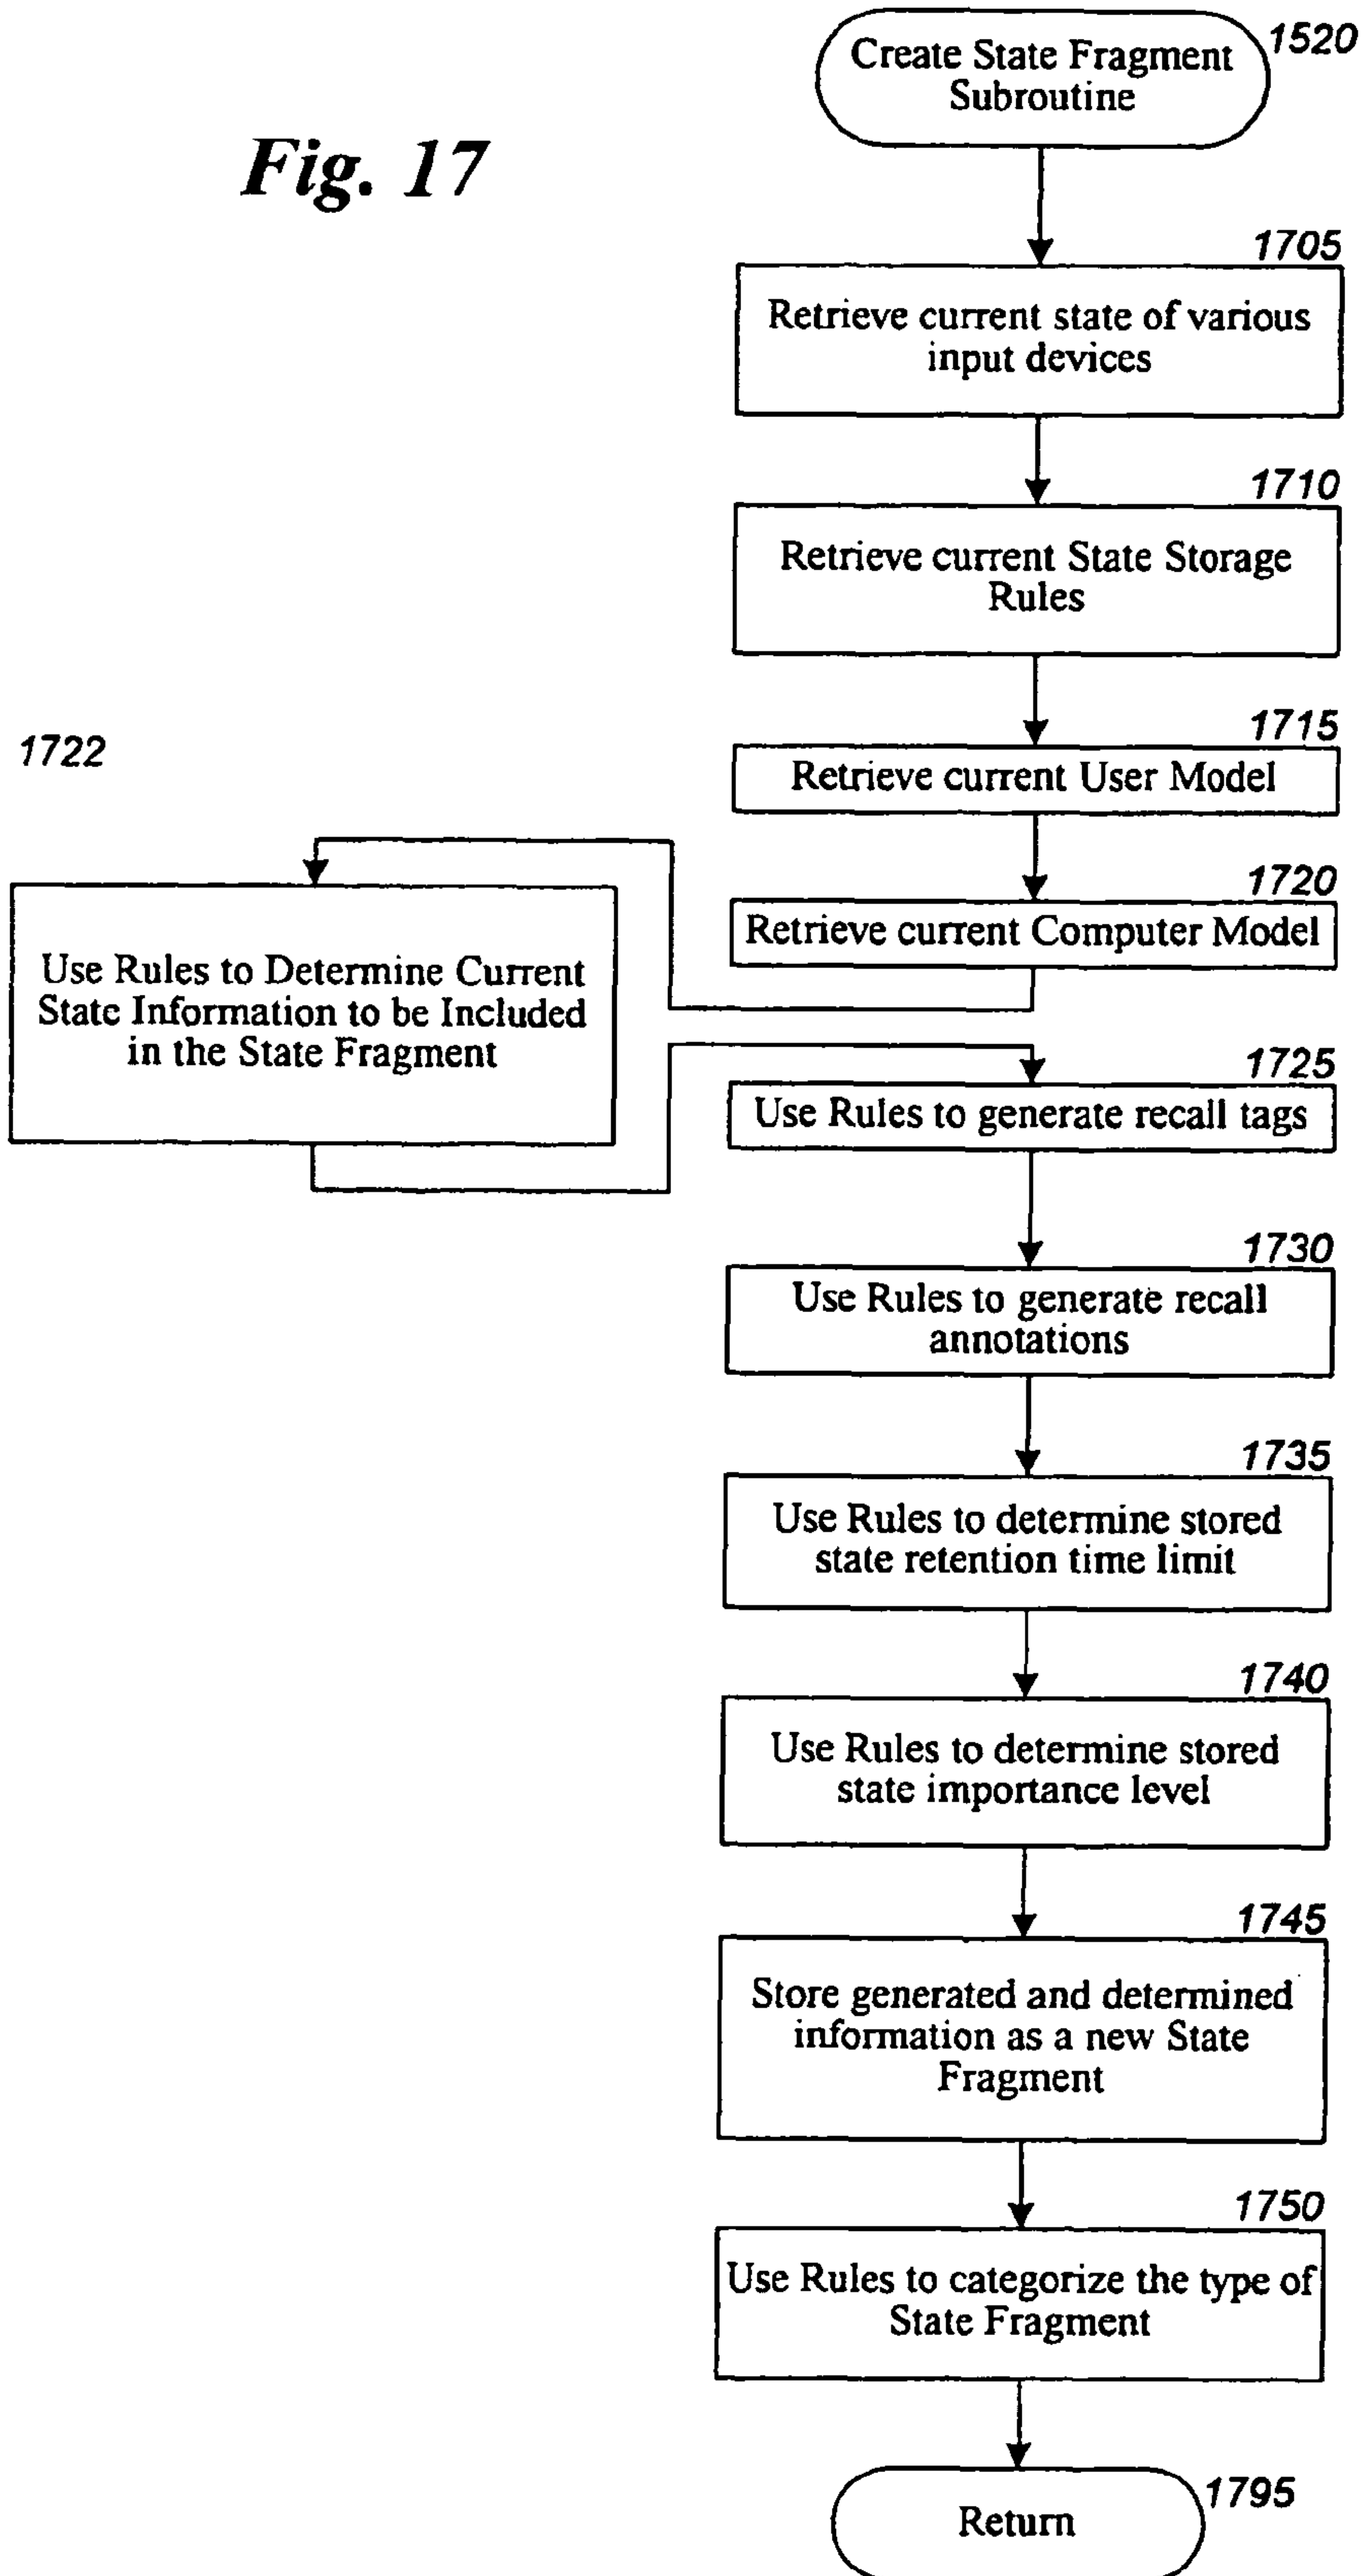 1520
Create State Fragment
Subroutine
Fig. 17
1705
Retrieve current state of various
input devices
1710
Retrieve current State Storage
Rules
1715
Retrieve current User Model
1720
Retrieve current Computer Model
1722
Use Rules to Determine Current
State Information to be Included
in the State Fragment
1725
Use Rules to generate recall tags
1730
Use Rules to generate recall
annotations
1735
Use Rules to determine stored
state retention time limit
1740
Use Rules to determine stored
state importance level
1745
Store generated and determined
information as a new State
Fragment
1750
Use Rules to categorize the type of
State Fragment
1795
Return